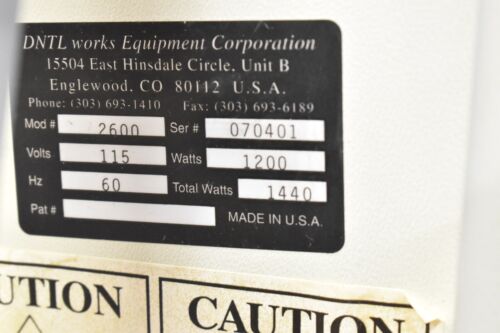 DNTL works Equipment Corporation
15504 East Hinsdale Circle, Unit B
Englewood, CO 80112 U.S.A.
Phone: (303) 693-1410 Fax: (303) 693-6189
Mod # 2600 Ser # 070401
Volts 115 Watts 1200
Hz 60 Total Watts 1440
Pat # MADE IN U.S.A.
UTION CAUTION